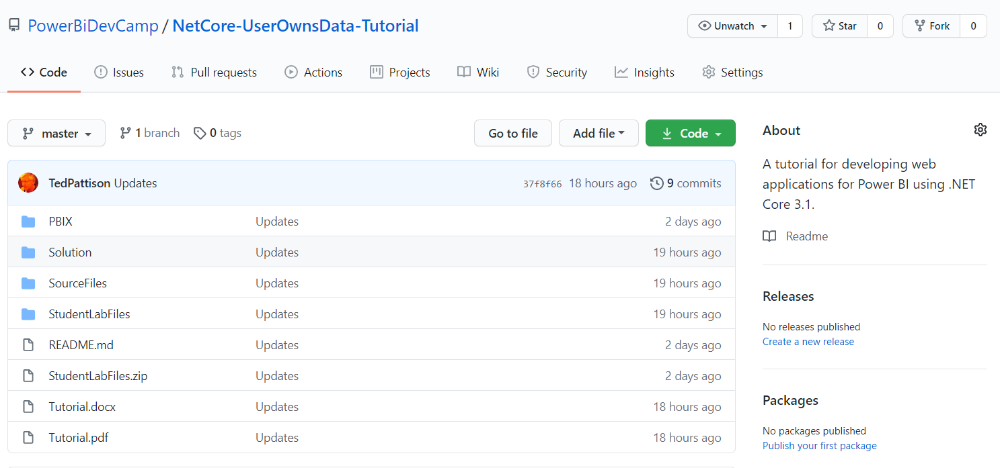 PowerBiDevCamp / NetCore-UserOwnsData-Tutorial
Unwatch 1 Star 0 Fork 0
Code Issues Pull requests Actions Projects Wiki Security Insights Settings
master 1 branch 0 tags Go to file Add file Code
TedPattison Updates 37f8f66 18 hours ago 9 commits
PBIX Updates 2 days ago
Solution Updates 19 hours ago
SourceFiles Updates 19 hours ago
StudentLabFiles Updates 19 hours ago
README.md Updates 2 days ago
StudentLabFiles.zip Updates 2 days ago
Tutorial.docx Updates 18 hours ago
Tutorial.pdf Updates 18 hours ago
About
A tutorial for developing web
applications for Power BI using .NET
Core 3.1.
Readme
Releases
No releases published
Create a new release
Packages
No packages published
Publish your first package